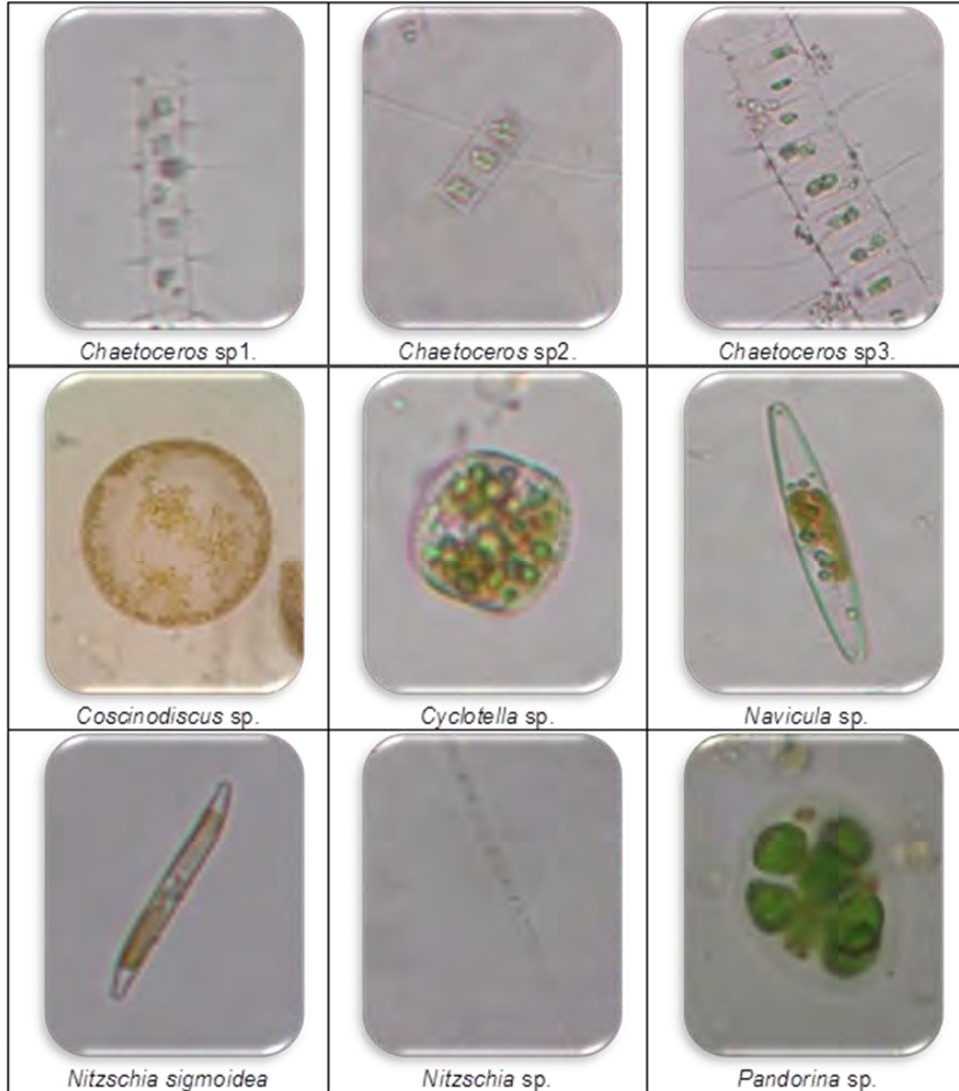 Chaetoceros sp1.
Chaetoceros sp2.
Chaetoceros sp3.
Coscinodiscus sp.
Cyclotella sp.
Navicula sp.
Nitzschia sigmoidea
Nitzschia sp.
Pandorina sp.